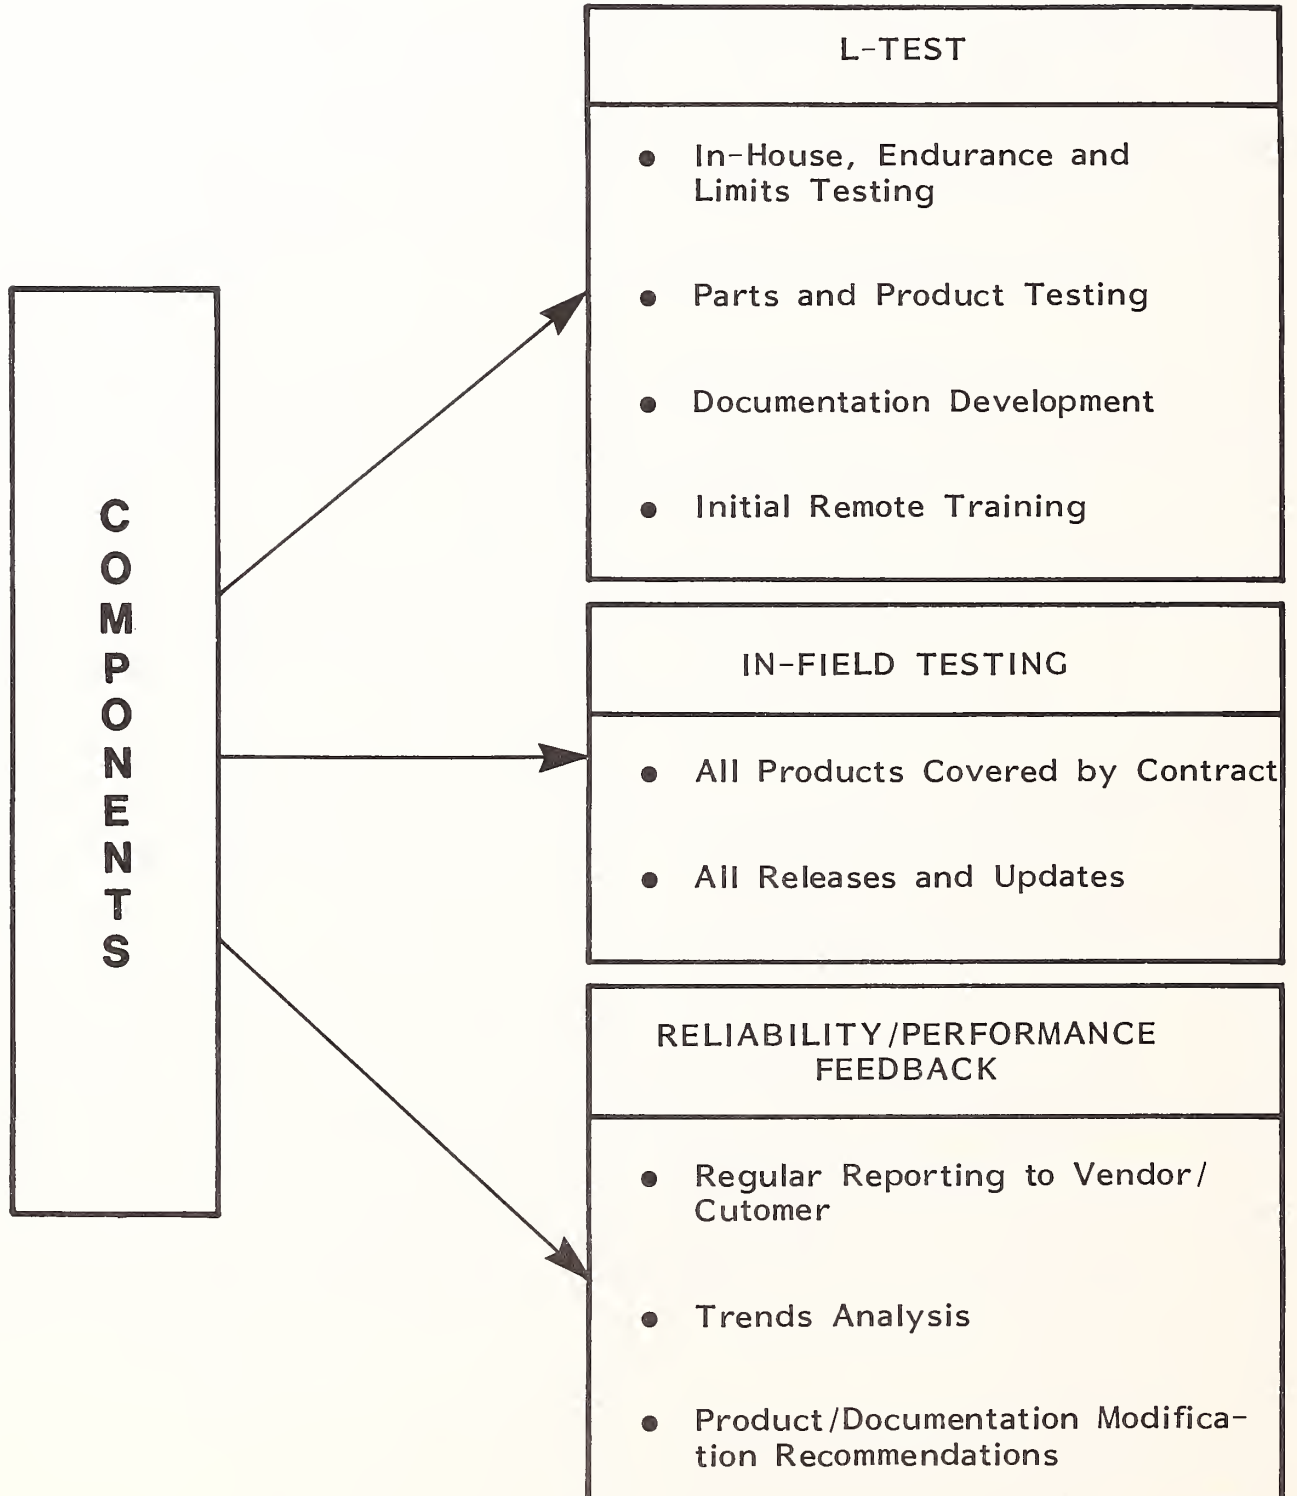 COMPONENTS
L-TEST
● In-House, Endurance and
Limits Testing
● Parts and Product Testing
● Documentation Development
● Initial Remote Training
IN-FIELD TESTING
● All Products Covered by Contract
● All Releases and Updates
RELIABILITY/PERFORMANCE
FEEDBACK
● Regular Reporting to Vendor/
Cutomer
● Trends Analysis
● Product/Documentation Modifica-
tion Recommendations